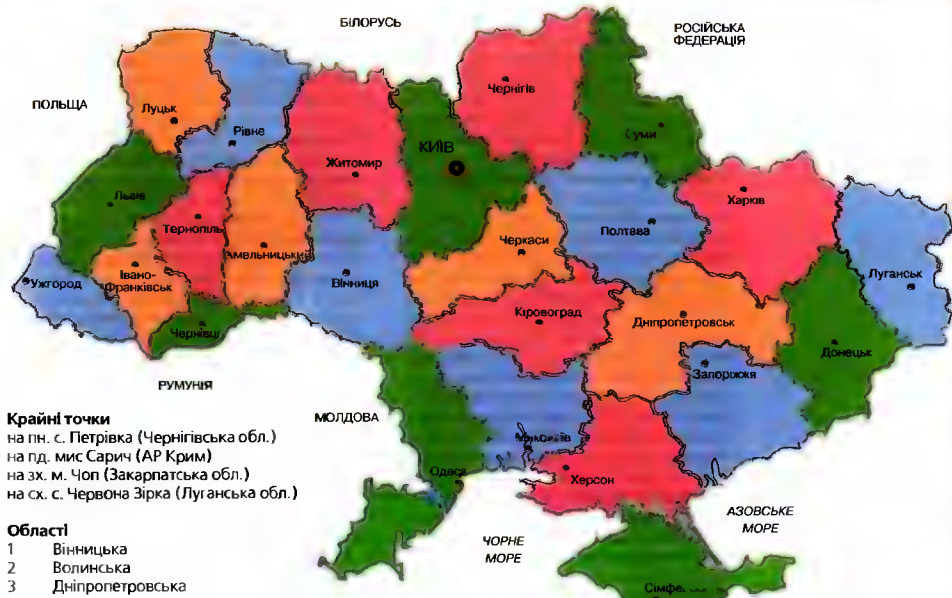 БІЛОРУСЬ
РОСІЙСЬКА
ФЕДЕРАЦІЯ
ПОЛЬЩА
Луцьк
Рівне
Житомир
КИЇВ
Чернігів
Суми
Львів
Тернопіль
Хмельницький
Івано-
Франківськ
Ужгород
Чернівці
Вінниця
Черкаси
Полтава
Харків
Луганськ
Кіровоград
Дніпропетровськ
Донецьк
Запоріжжя
РУМУНІЯ
МОЛДОВА
Миколаїв
Одеса
Херсон
АЗОВСЬКЕ
МОРЕ
ЧОРНЕ
МОРЕ
Крайні точки
на пн. с. Петрівка (Чернігівська обл.)
на пд. мис Сарич (АР Крим)
на зх. м. Чоп (Закарпатська обл.)
на сх. с. Червона Зірка (Луганська обл.)
Області
1 Вінницька
2 Волинська
3 Дніпропетровська